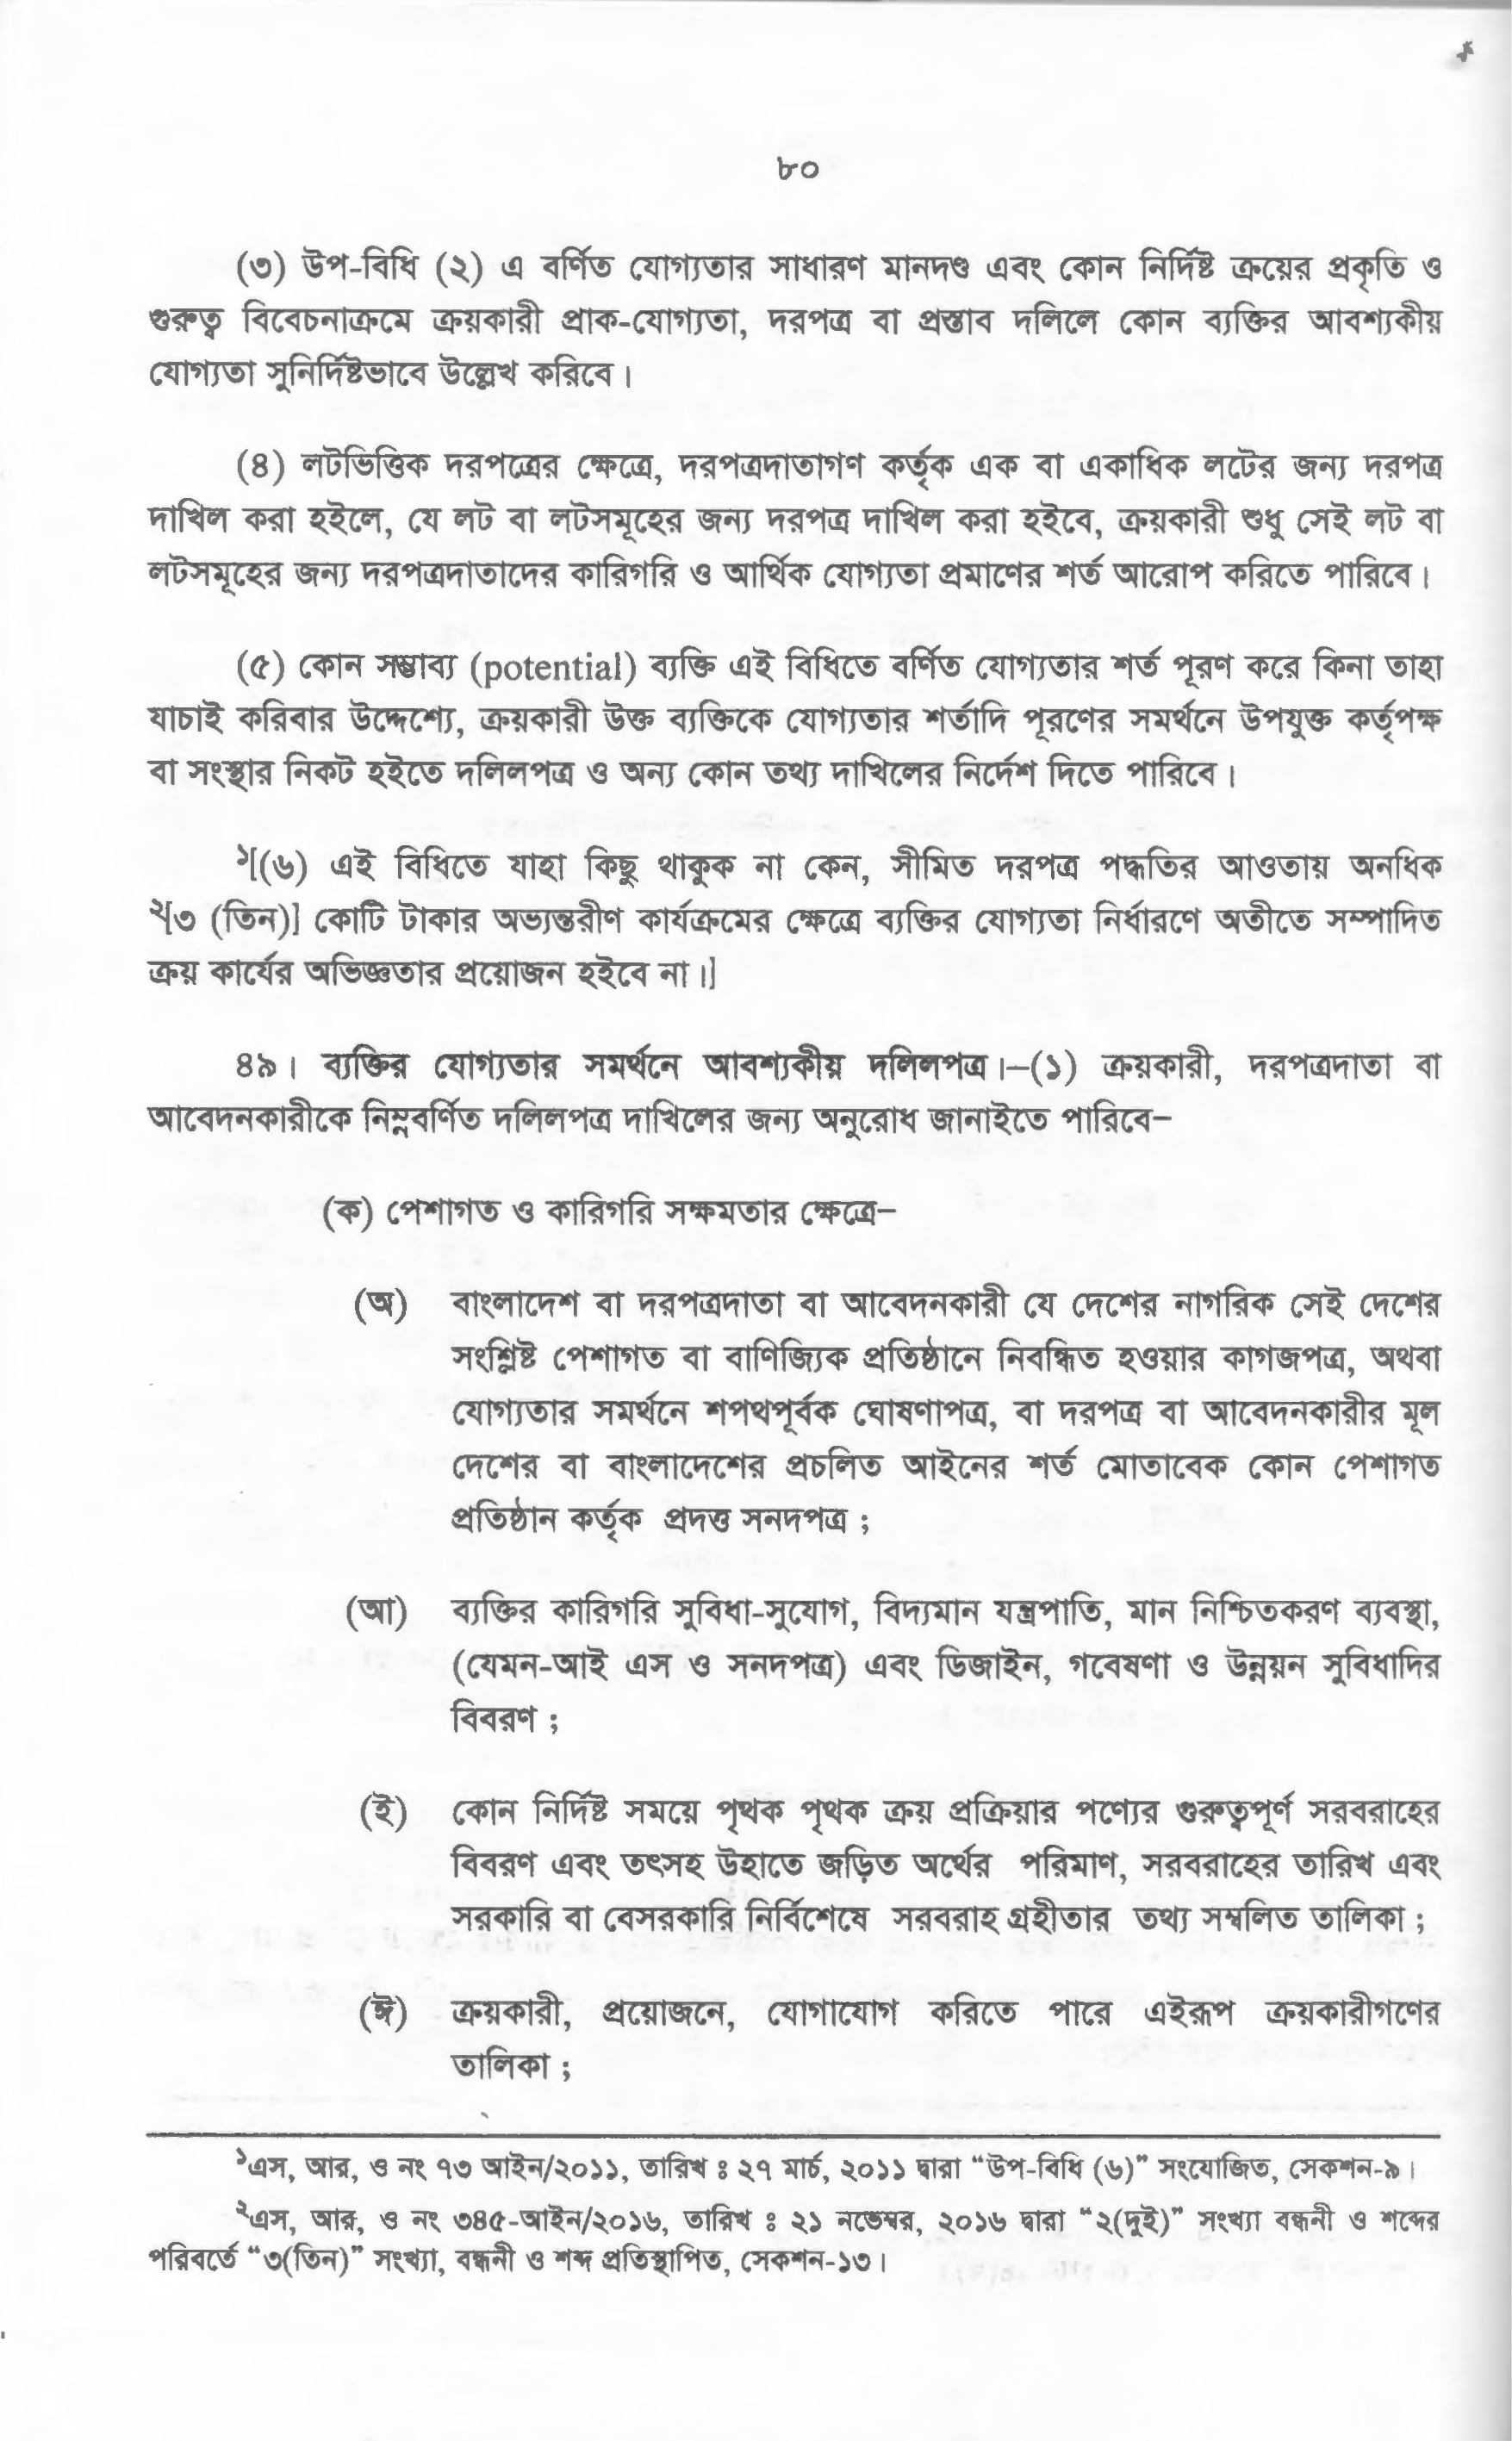 ৮০
(৩) উপ-বিধি (২) এ বর্ণিত যোগ্যতার সাধারণ মানদণ্ড এবং কোন নির্দিষ্ট ক্রয়ের প্রকৃতি ও
গুরুত্ব বিবেচনাক্রমে ক্রয়কারী প্রাক-যোগ্যতা, দরপত্র বা প্রস্তাব দলিলে কোন ব্যক্তির আবশ্যকীয়
যোগ্যতা সুনির্দিষ্টভাবে উল্লেখ করিবে।
(৪) লটভিত্তিক দরপত্রের ক্ষেত্রে, দরপত্রদাতাগণ কর্তৃক এক বা একাধিক লটের জন্য দরপত্র
দাখিল করা হইলে, যে লট বা লটসমূহের জন্য দরপত্র দাখিল করা হইবে, ক্রয়কারী শুধু সেই লট বা
লটসমূহের জন্য দরপত্রদাতাদের কারিগরি ও আর্থিক যোগ্যতা প্রমাণের শর্ত আরোপ করিতে পারিবে।
(৫) কোন সম্ভাব্য (potential) ব্যক্তি এই বিধিতে বর্ণিত যোগ্যতার শর্ত পূরণ করে কিনা তাহা
যাচাই করিবার উদ্দেশ্যে, ক্রয়কারী উক্ত ব্যক্তিকে যোগ্যতার শর্তাদি পূরণের সমর্থনে উপযুক্ত কর্তৃপক্ষ
বা সংস্থার নিকট হইতে দলিলপত্র ও অন্য কোন তথ্য দাখিলের নির্দেশ দিতে পারিবে।
১[(৬) এই বিধিতে যাহা কিছু থাকুক না কেন, সীমিত দরপত্র পদ্ধতির আওতায় অনধিক
২[৩ (তিন)] কোটি টাকার অভ্যন্তরীণ কার্যক্রমের ক্ষেত্রে ব্যক্তির যোগ্যতা নির্ধারণে অতীতে সম্পাদিত
ক্রয় কার্যের অভিজ্ঞতার প্রয়োজন হইবে না।]
৪৯। ব্যক্তির যোগ্যতার সমর্থনে আবশ্যকীয় দলিলপত্র।–(১) ক্রয়কারী, দরপত্রদাতা বা
আবেদনকারীকে নিম্নবর্ণিত দলিলপত্র দাখিলের জন্য অনুরোধ জানাইতে পারিবে–
(ক) পেশাগত ও কারিগরি সক্ষমতার ক্ষেত্রে–
(অ) বাংলাদেশ বা দরপত্রদাতা বা আবেদনকারী যে দেশের নাগরিক সেই দেশের
সংশ্লিষ্ট পেশাগত বা বাণিজ্যিক প্রতিষ্ঠানে নিবন্ধিত হওয়ার কাগজপত্র, অথবা
যোগ্যতার সমর্থনে শপথপূর্বক ঘোষণাপত্র, বা দরপত্র বা আবেদনকারীর মূল
দেশের বা বাংলাদেশের প্রচলিত আইনের শর্ত মোতাবেক কোন পেশাগত
প্রতিষ্ঠান কর্তৃক প্রদত্ত সনদপত্র ;
(আ) ব্যক্তির কারিগরি সুবিধা-সুযোগ, বিদ্যমান যন্ত্রপাতি, মান নিশ্চিতকরণ ব্যবস্থা,
(যেমন-আই এস ও সনদপত্র) এবং ডিজাইন, গবেষণা ও উন্নয়ন সুবিধাদির
বিবরণ ;
(ই) কোন নির্দিষ্ট সময়ে পৃথক পৃথক ক্রয় প্রক্রিয়ার পণ্যের গুরুত্বপূর্ণ সরবরাহের
বিবরণ এবং তৎসহ উহাতে জড়িত অর্থের পরিমাণ, সরবরাহের তারিখ এবং
সরকারি বা বেসরকারি নির্বিশেষে সরবরাহ গ্রহীতার তথ্য সম্বলিত তালিকা ;
(ঈ) ক্রয়কারী, প্রয়োজনে, যোগাযোগ করিতে পারে এইরূপ ক্রয়কারীগণের
তালিকা ;
১এস, আর, ও নং ৭৩ আইন/২০১১, তারিখ ঃ ২৭ মার্চ, ২০১১ দ্বারা “উপ-বিধি (৬)” সংযোজিত, সেকশন-৯।
২এস, আর, ও নং ৩৪৫-আইন/২০১৬, তারিখ ঃ ২১ নভেম্বর, ২০১৬ দ্বারা “২(দুই)” সংখ্যা বন্ধনী ও শব্দের
পরিবর্তে “৩(তিন)” সংখ্যা, বন্ধনী ও শব্দ প্রতিস্থাপিত, সেকশন-১৩।